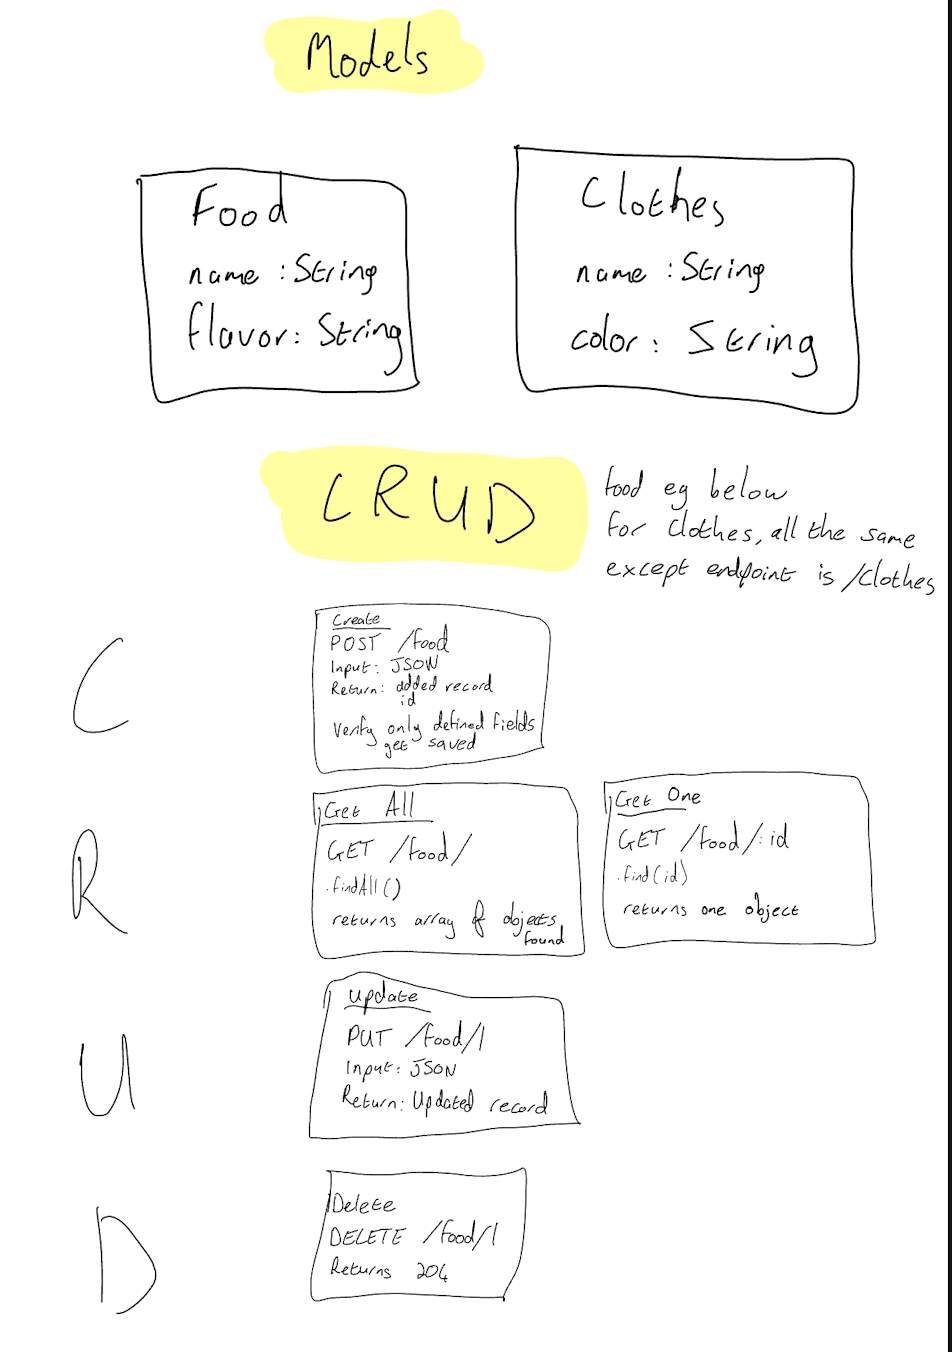 Models
Food
name : String
flavor: String
Clothes
name : String
color : String
CRUD
food eg below
for clothes, all the same
except endpoint is /clothes
C
Create
POST /food
Input: JSON
Return: added record
id
Verify only defined fields
get saved
R
Get All
GET /food/
.findAll()
returns array of objects
found
Get One
GET /food/:id
.find(id)
returns one object
U
Update
PUT /food/1
Input: JSON
Return: Updated record
D
Delete
DELETE /food/1
Returns 204